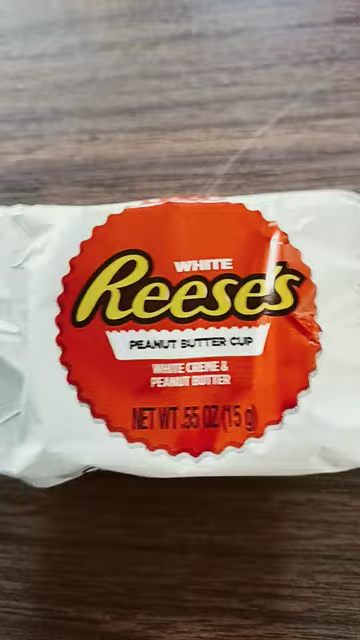 WHITE
Reese's
PEANUT BUTTER CUP
WHITE CREME &
PEANUT BUTTER
NET WT .55 OZ (15 g)